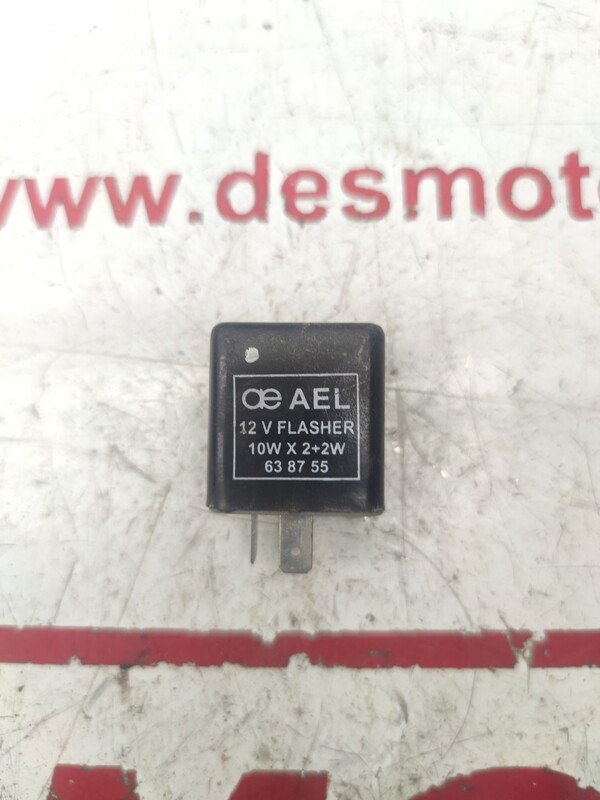 www.desmot
æ AEL
12 V FLASHER
10W X 2+2W
63 87 55